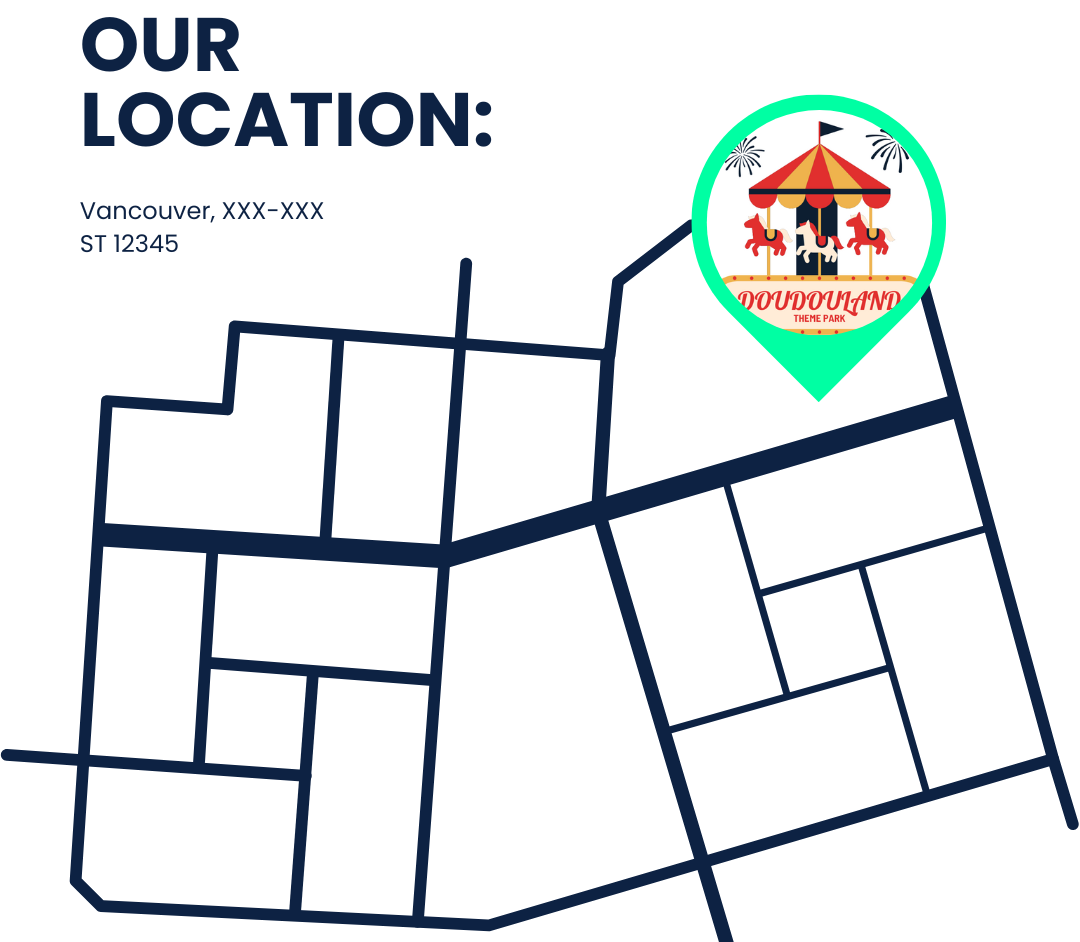 OUR
LOCATION:
Vancouver, XXX-XXX
ST 12345
DOUDOULAND
THEME PARK